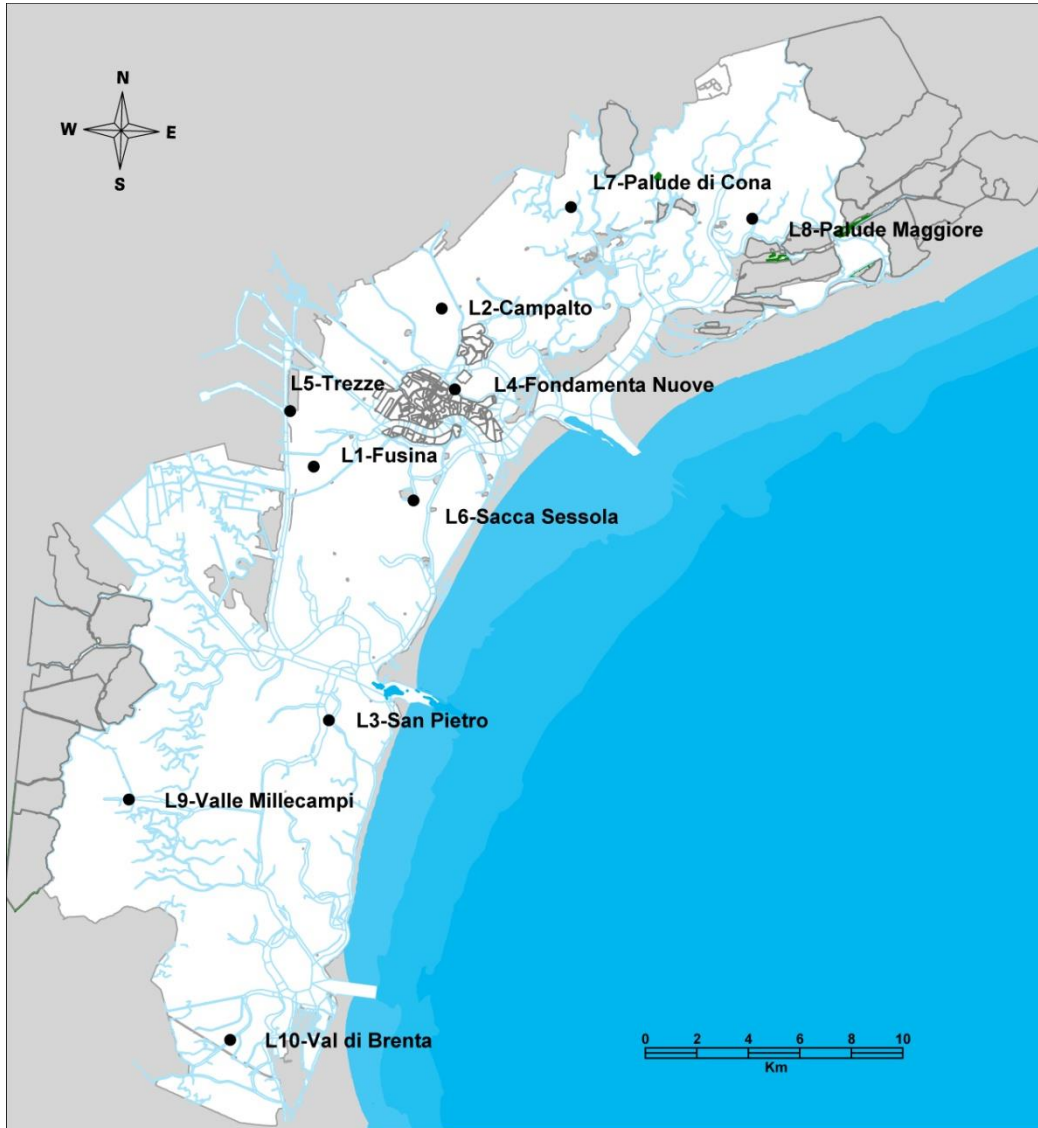 N
W E
S
L7-Palude di Cona
L8-Palude Maggiore
L2-Campalto
L5-Trezze
L4-Fondamenta Nuove
L1-Fusina
L6-Sacca Sessola
L3-San Pietro
L9-Valle Millecampi
L10-Val di Brenta
0 2 4 6 8 10
Km